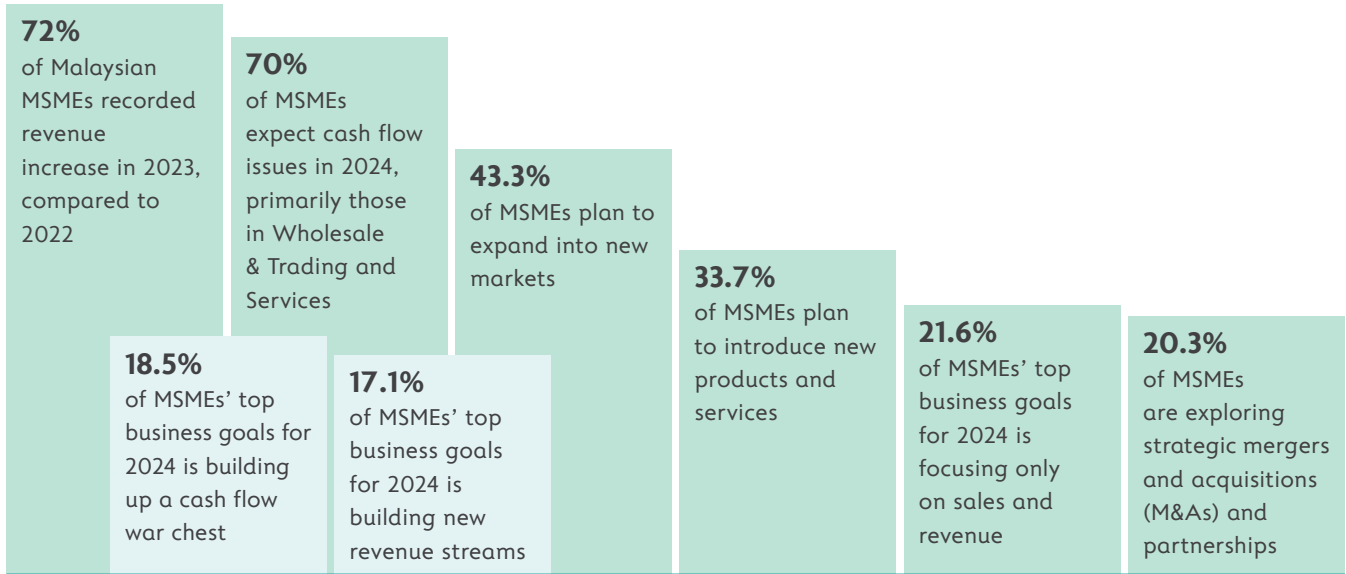 72%
of Malaysian
MSMEs recorded
revenue
increase in 2023,
compared to
2022
70%
of MSMEs
expect cash flow
issues in 2024,
primarily those
in Wholesale
& Trading and
Services
43.3%
of MSMEs plan to
expand into new
markets
33.7%
of MSMEs plan
to introduce new
products and
services
21.6%
of MSMEs’ top
business goals
for 2024 is
focusing only
on sales and
revenue
20.3%
of MSMEs
are exploring
strategic mergers
and acquisitions
(M&As) and
partnerships
18.5%
of MSMEs’ top
business goals for
2024 is building
up a cash flow
war chest
17.1%
of MSMEs’ top
business goals
for 2024 is
building new
revenue streams